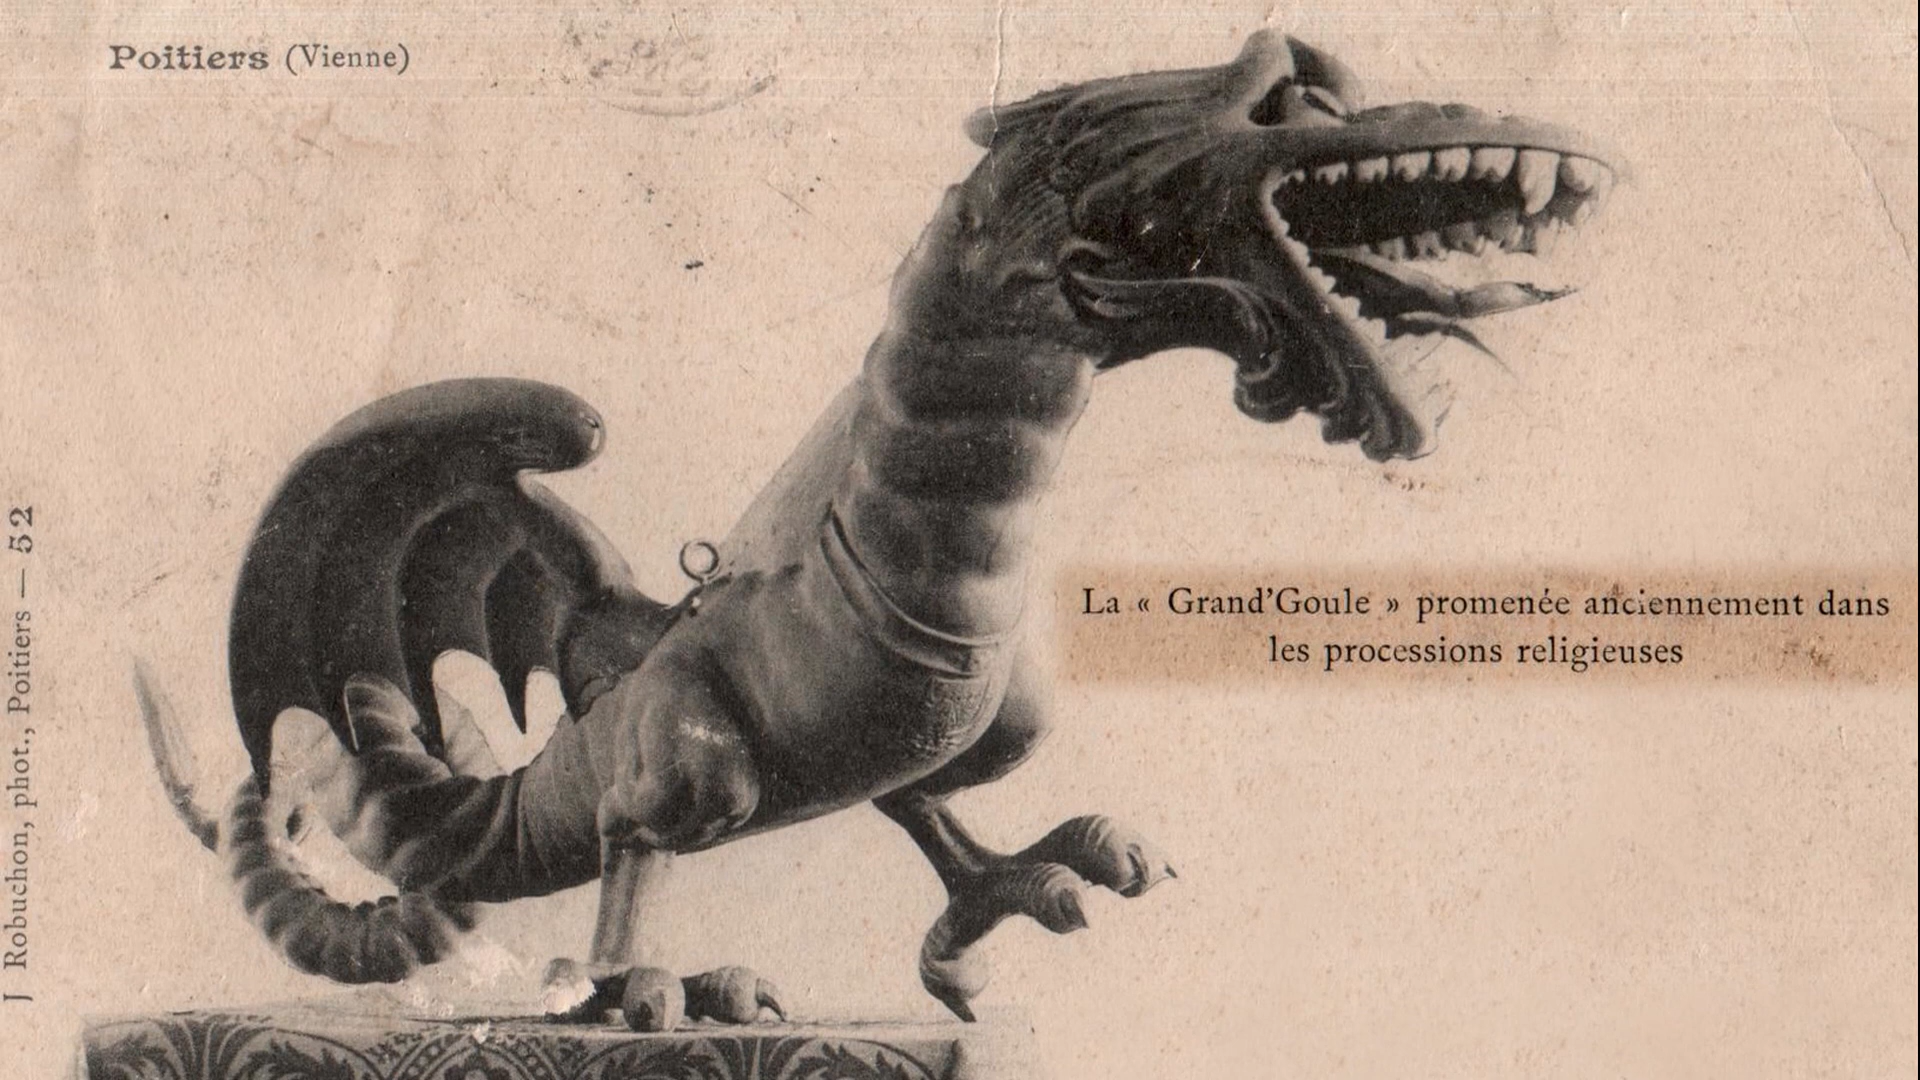 Poitiers (Vienne)
La « Grand'Goule » promenée anciennement dans
les processions religieuses
J Robuchon, phot., Poitiers — 52